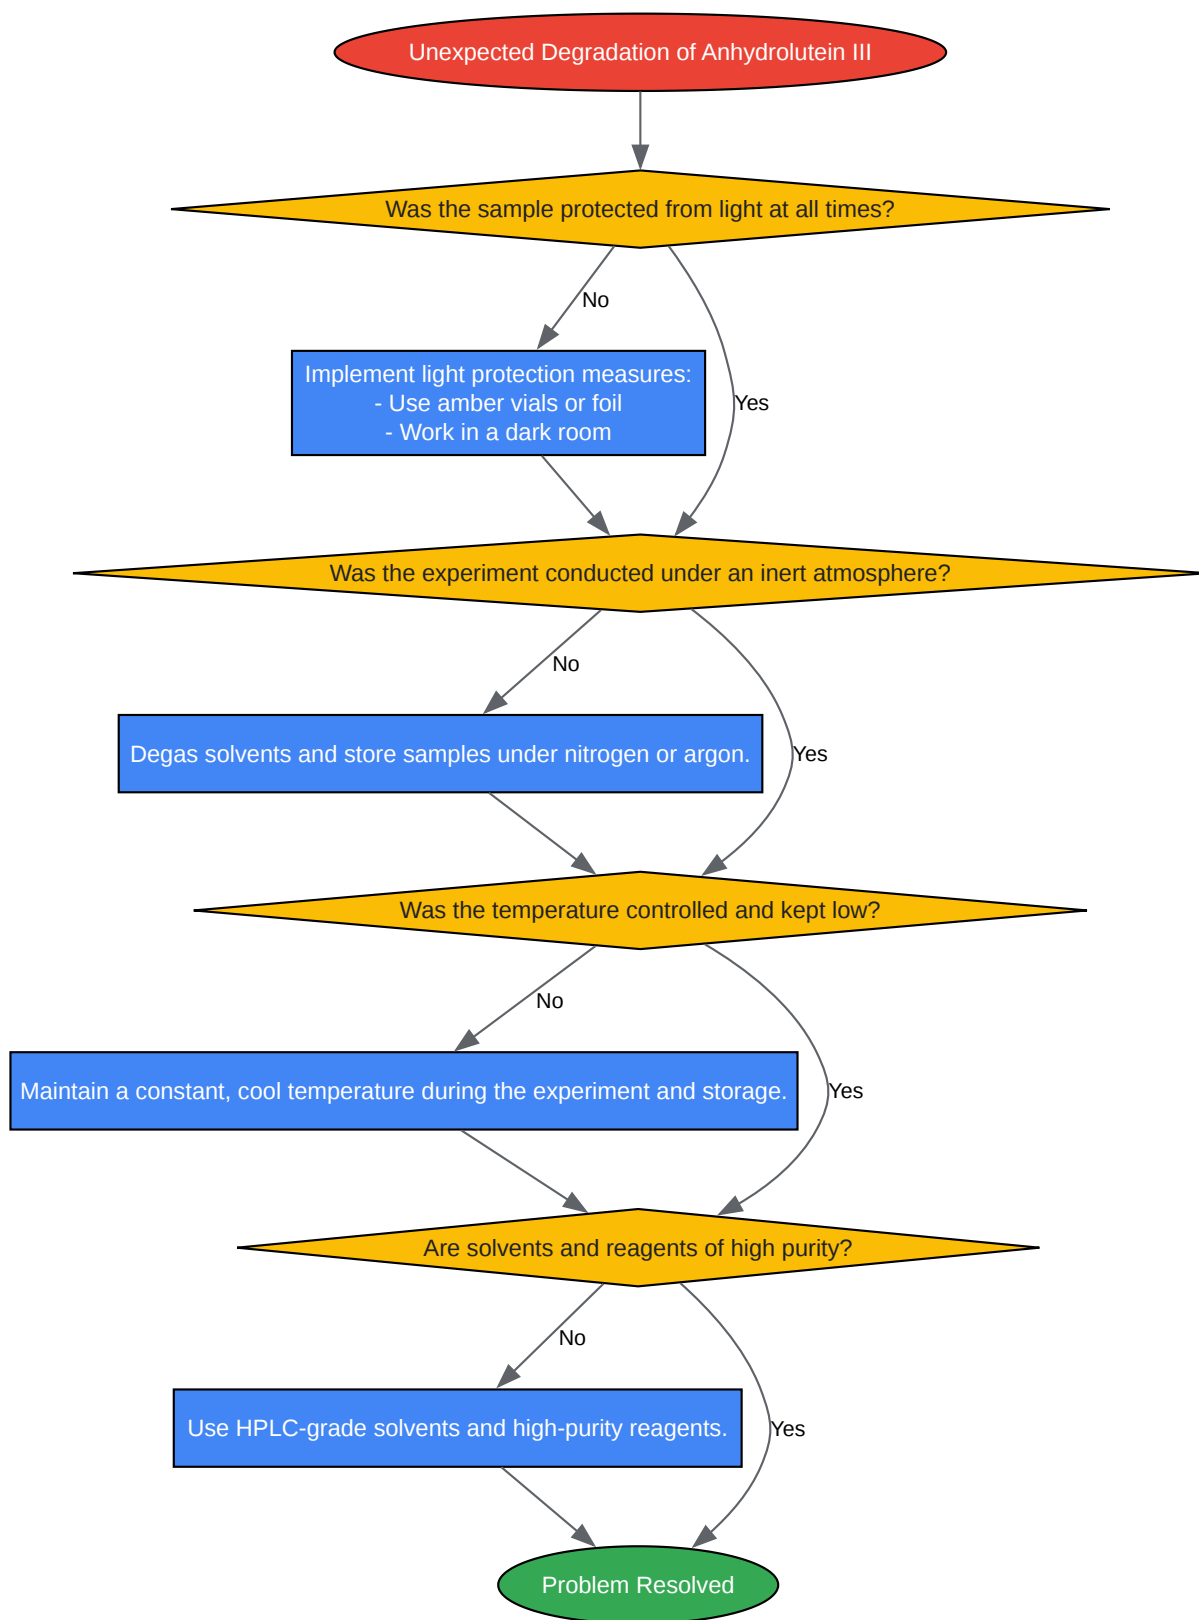 Unexpected Degradation of Anhydrolutein III
Was the sample protected from light at all times?
No
Implement light protection measures:
- Use amber vials or foil
- Work in a dark room
Yes
Was the experiment conducted under an inert atmosphere?
No
Degas solvents and store samples under nitrogen or argon.
Yes
Was the temperature controlled and kept low?
No
Maintain a constant, cool temperature during the experiment and storage.
Yes
Are solvents and reagents of high purity?
No
Use HPLC-grade solvents and high-purity reagents.
Yes
Problem Resolved